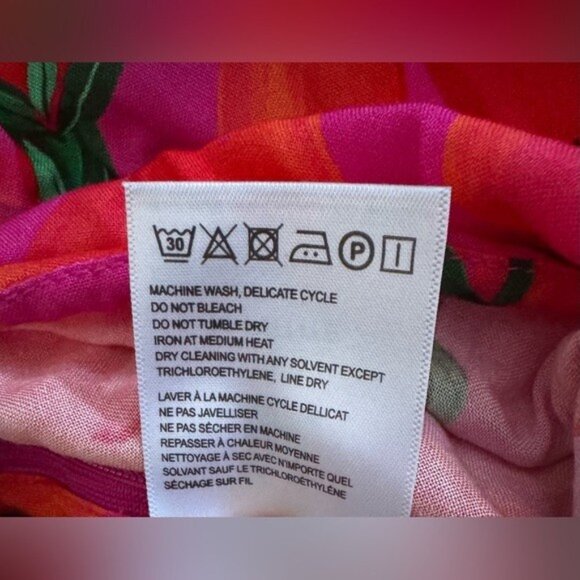 30 P
MACHINE WASH, DELICATE CYCLE
DO NOT BLEACH
DO NOT TUMBLE DRY
IRON AT MEDIUM HEAT
DRY CLEANING WITH ANY SOLVENT EXCEPT
TRICHLOROETHYLENE, LINE DRY
LAVER À LA MACHINE CYCLE DELLICAT
NE PAS JAVELLISER
NE PAS SÉCHER EN MACHINE
REPASSER À CHALEUR MOYENNE
NETTOYAGE À SEC AVEC N'IMPORTE QUEL
SOLVANT SAUF LE TRICHLOROÉTHYLÈNE
SÉCHAGE SUR FIL